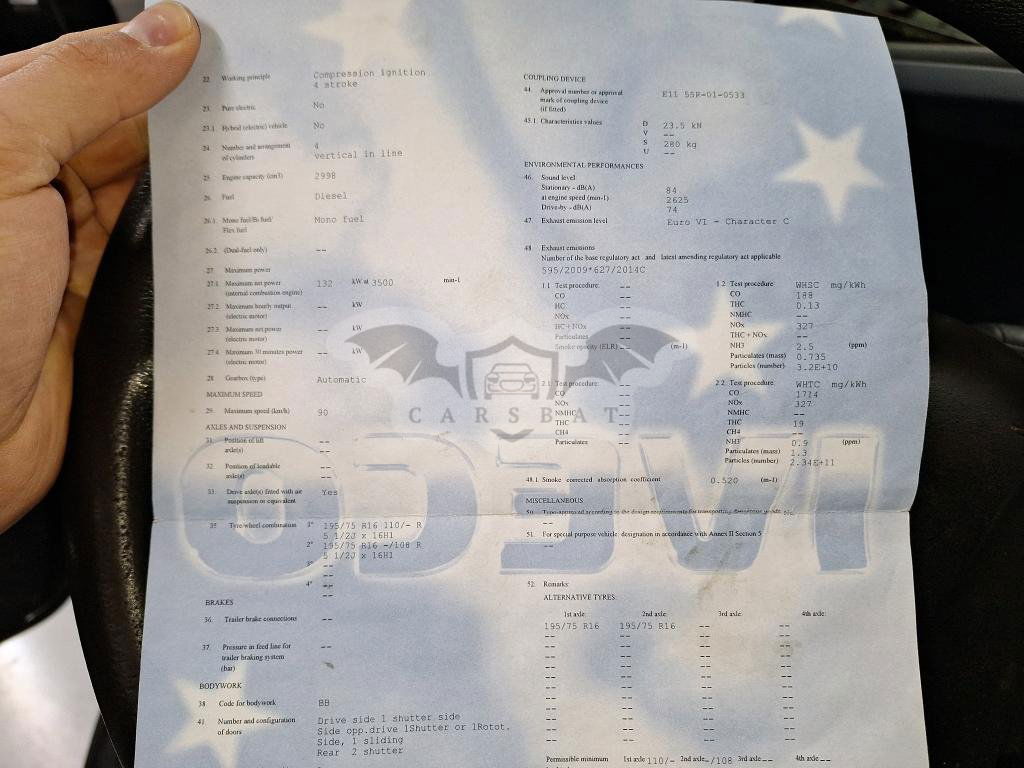 22. Working principle Compression ignition
4 stroke
23. Pure electric No
23.1. Hybrid (electric) vehicle No
24. Number and arrangement 4
of cylinders vertical in line
25. Engine capacity (cm3) 2998
26. Fuel Diesel
26.1. Mono fuel/Bi fuel/ Mono fuel
Flex fuel
26.2. (Dual-fuel only) --
27. Maximum power
27.1. Maximum net power 132 kW at 3500 min-1
(internal combustion engine)
27.2. Maximum hourly output -- kW
(electric motor)
27.3. Maximum net power -- kW
(electric motor)
27.4. Maximum 30 minutes power -- kW
(electric motor)
28. Gearbox (type) Automatic
MAXIMUM SPEED
29. Maximum speed (km/h) 90
AXLES AND SUSPENSION
31. Position of lift --
axle(s) --
32. Position of loadable --
axle(s) --
33. Drive axle(s) fitted with air Yes
suspension or equivalent
35. Tyre/wheel combination 1° 195/75 R16 110/- R
5 1/2J x 16H1
2° 195/75 R16 -/108 R
5 1/2J x 16H1
3° --
--
4° --
--
BRAKES
36. Trailer brake connections --
37. Pressure in feed line for --
trailer braking system
(bar)
BODYWORK
38. Code for bodywork BB
41. Number and configuration Drive side 1 shutter side
of doors Side opp.drive 1Shutter or 1Rotot.
Side, 1 sliding
Rear 2 shutter
COUPLING DEVICE
44. Approval number or approval E11 55R-01-0533
mark of coupling device
(if fitted)
45.1. Characteristics values D 23.5 kN
V --
S 280 kg
U --
ENVIRONMENTAL PERFORMANCES
46. Sound level
Stationary - dB(A) 84
at engine speed (min-1) 2625
Drive-by - dB(A) 74
47. Exhaust emission level Euro VI - Character C
48. Exhaust emissions
Number of the base regulatory act and latest amending regulatory act applicable
595/2009*627/2014C
1.1 Test procedure: --
CO --
HC --
NOx --
HC + NOx --
Particulates --
Smoke opacity (ELR) -- (m-1)
1.2 Test procedure: WHSC mg/kWh
CO 188
THC 0.13
NMHC --
NOx 327
THC + NOx --
NH3 2.5 (ppm)
Particulates (mass) 0.735
Particles (number) 3.2E+10
2.1 Test procedure: --
CO --
NOx --
NMHC --
THC --
CH4 --
Particulates --
2.2 Test procedure: WHTC mg/kWh
CO 1714
NOx 327
NMHC --
THC 19
CH4 --
NH3 0.9 (ppm)
Particulates (mass) 1.3
Particles (number) 2.34E+11
48.1. Smoke corrected absorption coefficient 0.520 (m-1)
MISCELLANEOUS
50. Type-approved according to the design requirements for transporting dangerous goods
--
51. For special purpose vehicle: designation in accordance with Annex II Section 5
--
52. Remarks:
ALTERNATIVE TYRES:
1st axle: 2nd axle: 3rd axle: 4th axle:
195/75 R16 195/75 R16 -- --
-- -- -- --
-- -- -- --
-- -- -- --
-- -- -- --
-- -- -- --
-- -- -- --
-- -- -- --
-- -- -- --
-- -- -- --
Permissible minimum 1st axle 110/- 2nd axle -/108 3rd axle -- 4th axle --
CARSBAT
IVECO